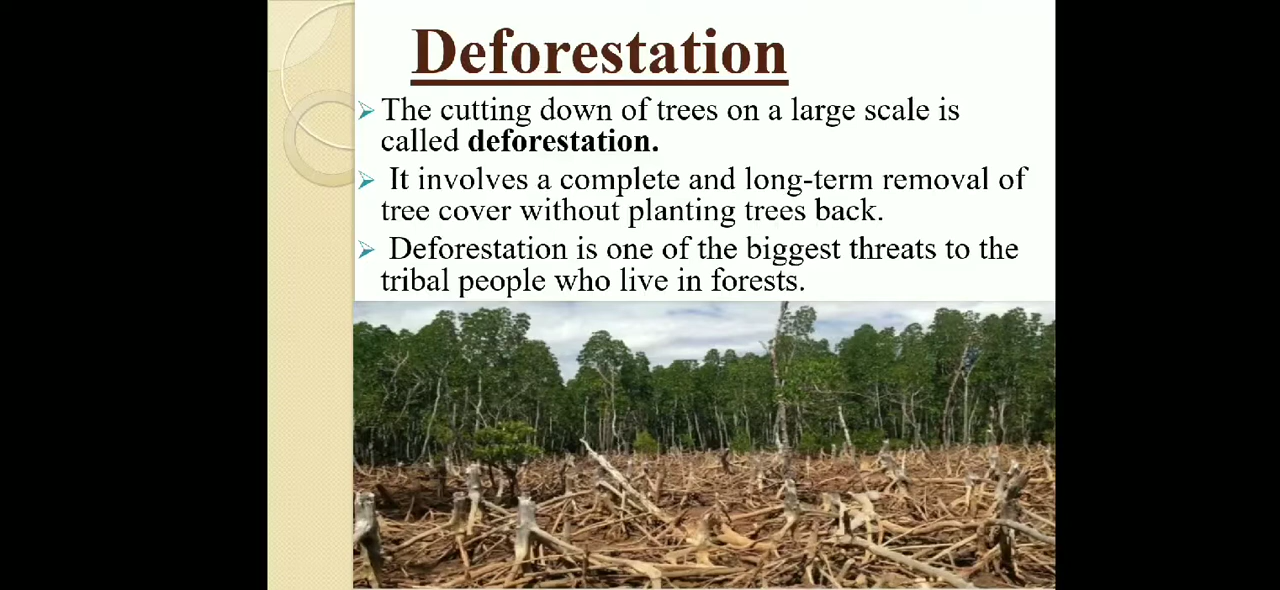 Deforestation
The cutting down of trees on a large scale is
called deforestation.
It involves a complete and long-term removal of
tree cover without planting trees back.
Deforestation is one of the biggest threats to the
tribal people who live in forests.